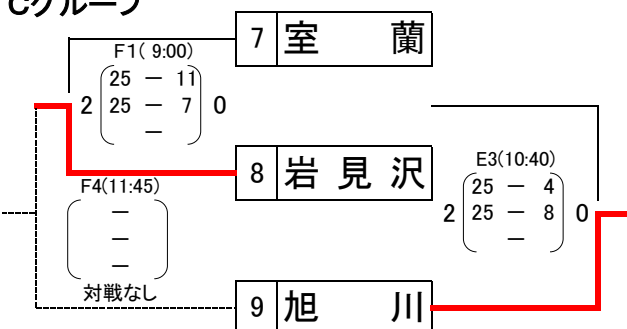 Cグループ
7 室 蘭
F1( 9:00)
25 － 11
2 25 － 7 0
－
8 岩 見 沢
E3(10:40)
25 － 4
2 25 － 8 0
－
F4(11:45)
－
－
－
対戦なし
9 旭 川